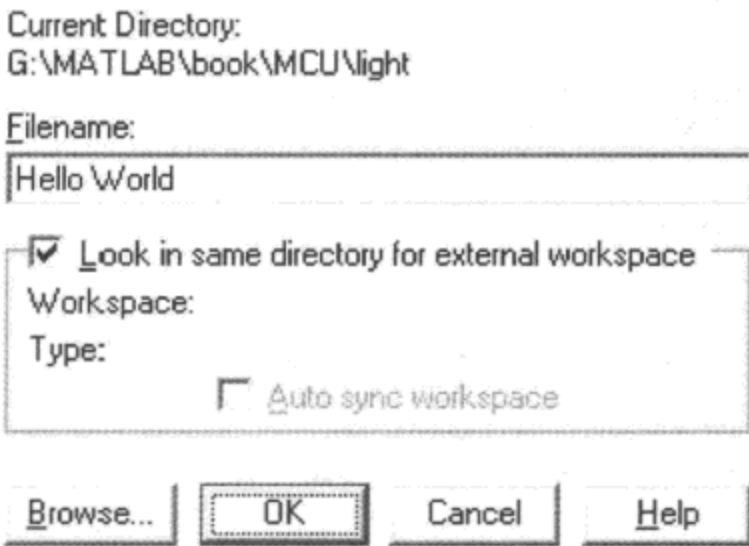 Current Directory:
G:\MATLAB\book\MCU\light
Filename:
Hello World
Look in same directory for external workspace
Workspace:
Type:
Auto sync workspace
Browse... OK Cancel Help